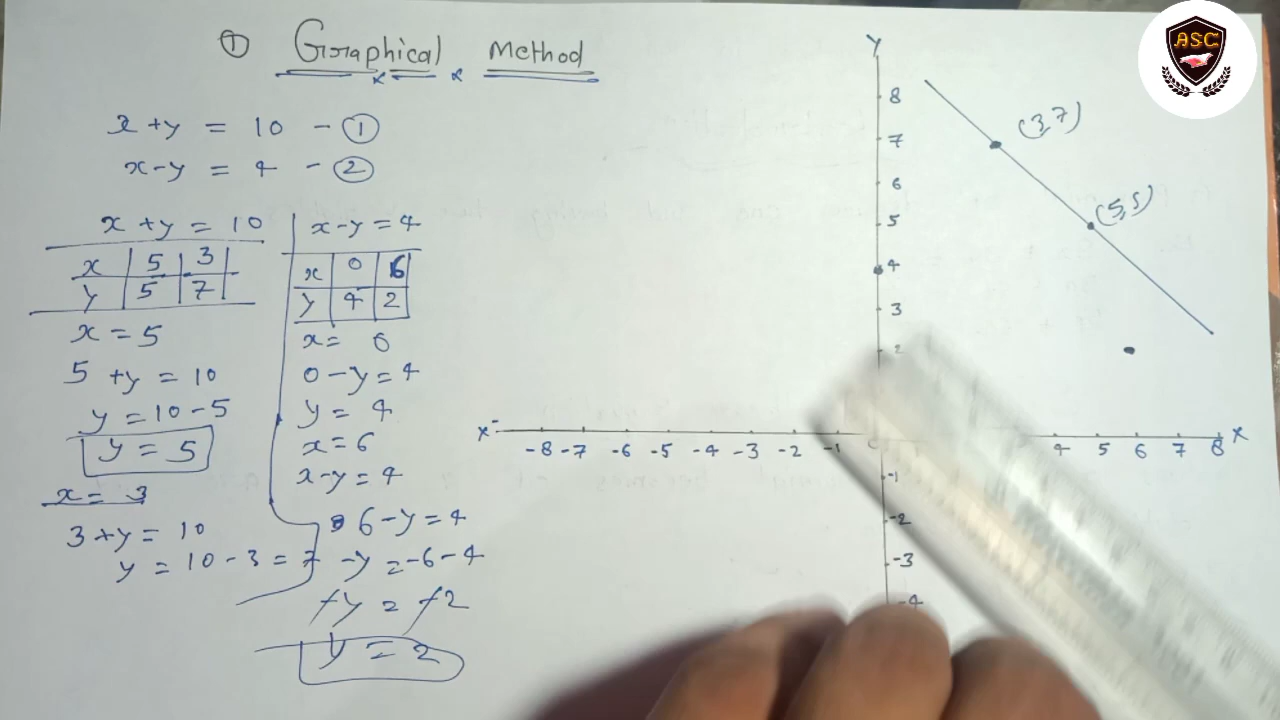 ① Graphical Method
x + y = 10 - ①
x - y = 4 - ②
x + y = 10
x 5 3
y 5 7
x = 5
5 + y = 10
y = 10 - 5
y = 5
x = 3
3 + y = 10
y = 10 - 3 = 7
x - y = 4
x 0 6
y 4 2
x = 0
0 - y = 4
y = 4
x = 6
x - y = 4
6 - y = 4
-y = -6 - 4
-y = -2
y = 2
Y
8
7
6
5
4
3
2
(3,7)
(5,5)
X -8 -7 -6 -5 -4 -3 -2 -1 4 5 6 7 8 X
-1
-2
-3
-4
ASC